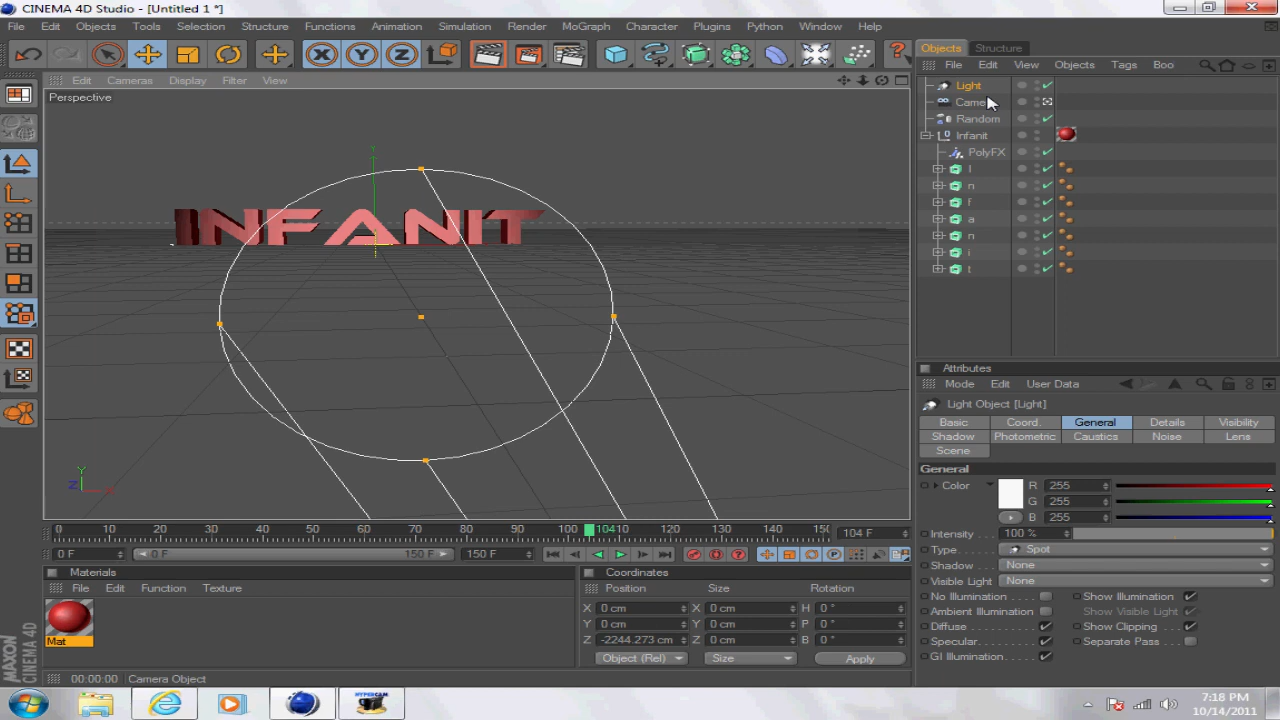 CINEMA 4D Studio - [Untitled 1 *]
File Edit Objects Tools Selection Structure Functions Animation Simulation Render MoGraph Character Plugins Python Window Help
X Y Z
Objects Structure
File Edit View Objects Tags Boo
Edit Cameras Display Filter View
Perspective
Light
Came
Random
Infanit
PolyFX
I
n
f
a
n
i
t
INFANIT
Y
Y
Z X
Attributes
Mode Edit User Data
Light Object [Light]
Basic Coord. General Details Visibility
Shadow Photometric Caustics Noise Lens
Scene
General
Color R 255
G 255
B 255
Intensity 100 %
Type Spot
Shadow None
Visible Light None
No Illumination Show Illumination
Ambient Illumination Show Visible Light
Diffuse Show Clipping
Specular Separate Pass
GI Illumination
0 10 20 30 40 50 60 70 80 90 100 104 110 120 130 140 150 104 F
0 F 0 F 150 F 150 F
Materials
File Edit Function Texture
Mat
Coordinates
Position Size Rotation
X 0 cm X 0 cm H 0 °
Y 0 cm Y 0 cm P 0 °
Z -2244.273 cm Z 0 cm B 0 °
Object (Rel) Size Apply
MAXON
CINEMA 4D
00:00:00 Camera Object
HYPERCAM
7:18 PM
10/14/2011